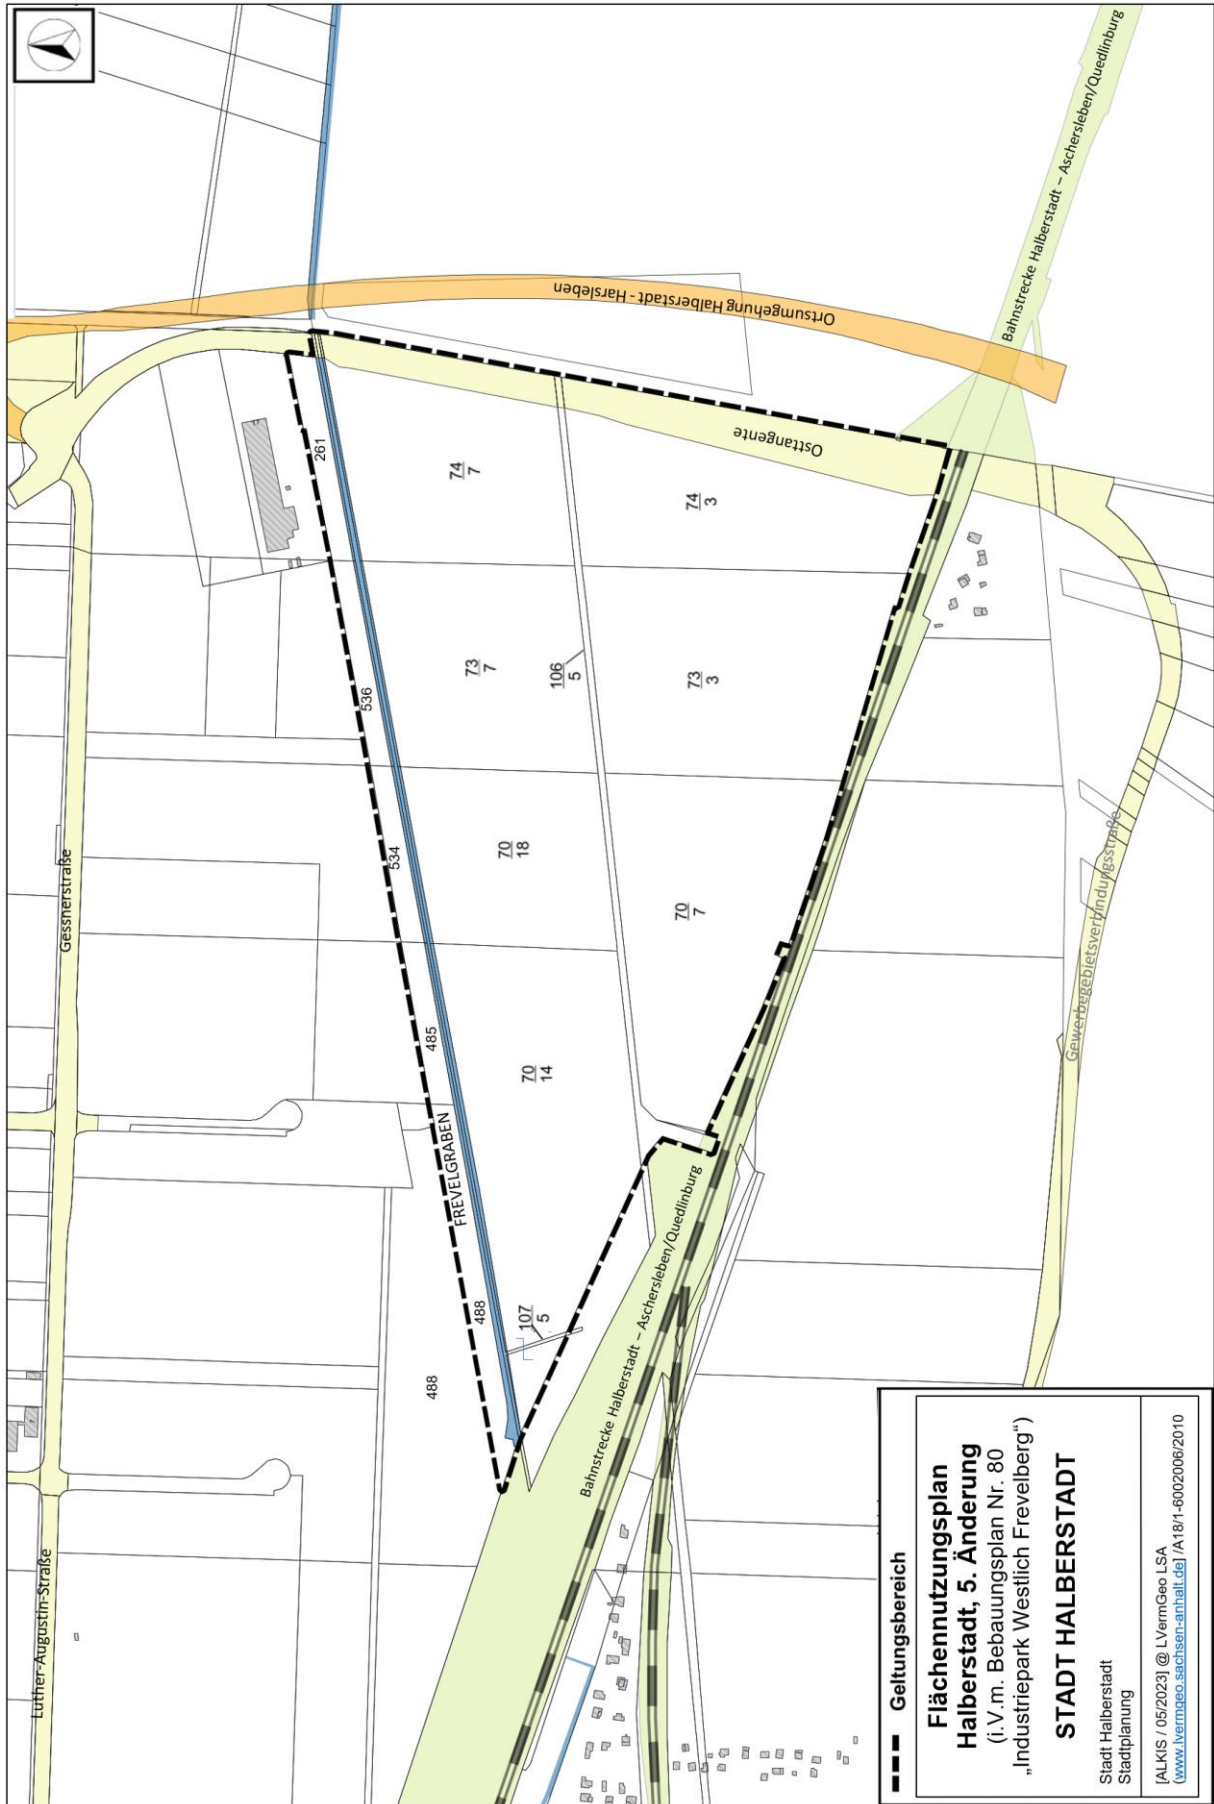 Luther-Augustin-Straße
Gessnerstraße
Ortsumgehung Halberstadt - Harsleben
Bahnstrecke Halberstadt – Aschersleben/Quedlinburg
Osttangente
261
536
534
485
FREVELGRABEN
488
488
74
7
73
7
70
18
70
14
107
5
106
5
74
3
73
3
70
7
Bahnstrecke Halberstadt – Aschersleben/Quedlinburg
Gewerbegebietsverbindungsstraße
Geltungsbereich
Flächennutzungsplan
Halberstadt, 5. Änderung
(i.V.m. Bebauungsplan Nr. 80
„Industriepark Westlich Frevelberg“)
STADT HALBERSTADT
Stadt Halberstadt
Stadtplanung
[ALKIS / 05/2023] @ LVermGeo LSA
(www.lvermgeo.sachsen-anhalt.de) /A18/1-6002006/2010